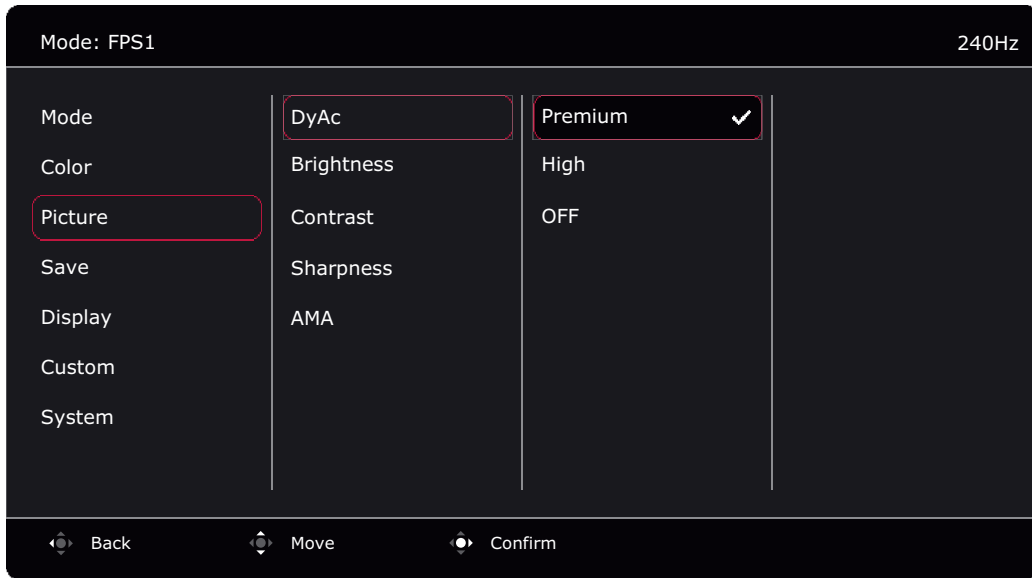 Mode: FPS1
240Hz
Mode
Color
Picture
Save
Display
Custom
System
DyAc
Brightness
Contrast
Sharpness
AMA
Premium
High
OFF
Back
Move
Confirm